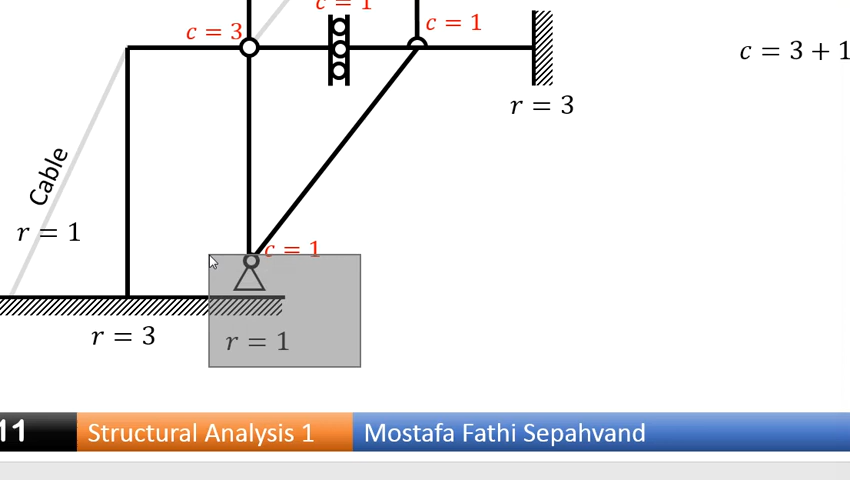 c = 1
c = 3
c = 1
c = 3 + 1
r = 3
Cable
r = 1
c = 1
r = 3
r = 1
11
Structural Analysis 1
Mostafa Fathi Sepahvand